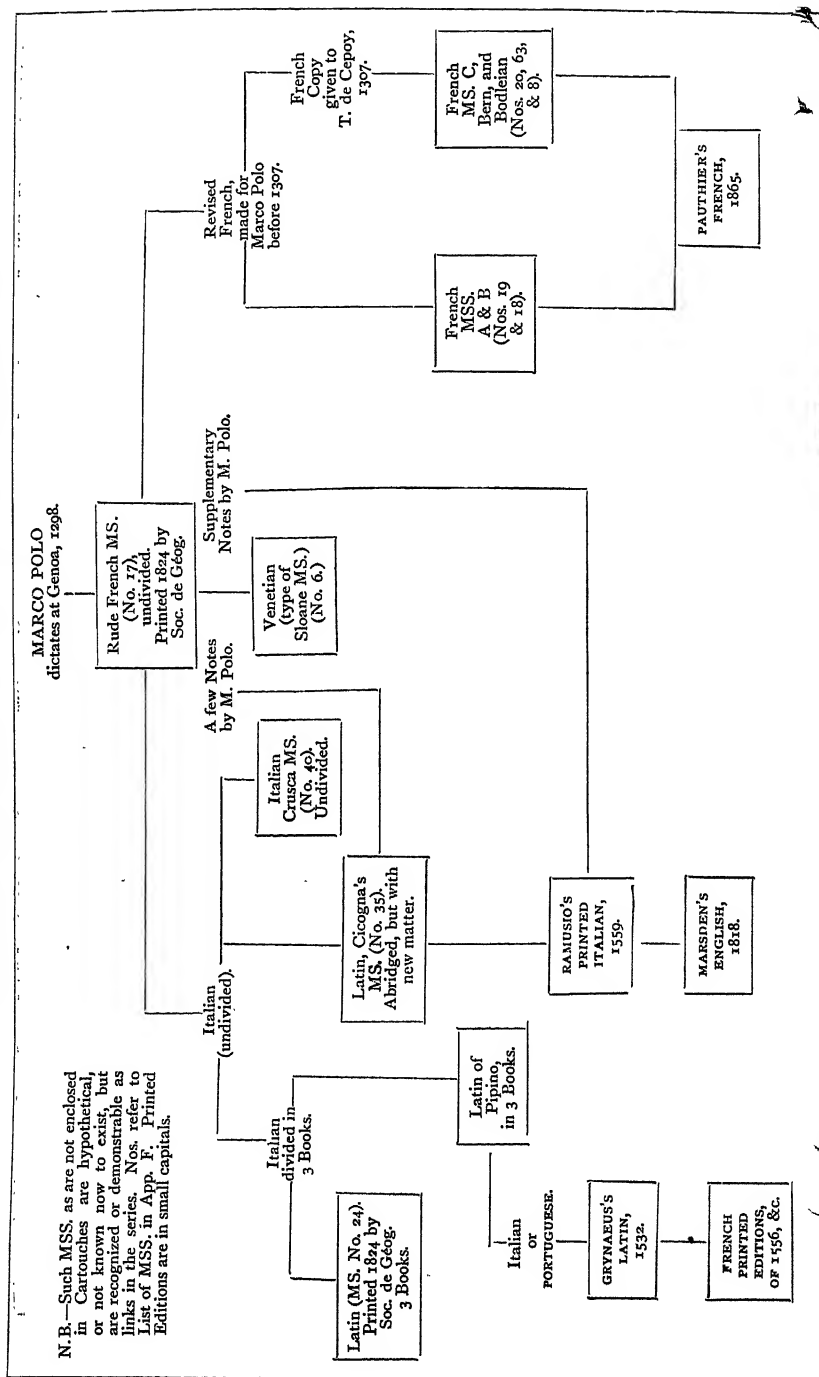 MARCO POLO
dictates at Genoa, 1298.
Rude French MS.
(No. 17),
undivided.
Printed 1824 by
Soc. de Géog.
N.B.—Such MSS. as are not enclosed
in Cartouches are hypothetical,
or not known now to exist, but
are recognized or demonstrable as
links in the series. Nos. refer to
List of MSS. in App. F. Printed
Editions are in small capitals.
Italian
(undivided).
A few Notes
by M. Polo.
Venetian
(type of
Sloane MS.)
(No. 6.)
Supplementary
Notes by M. Polo.
Revised
French,
made for
Marco Polo
before 1307.
Italian
divided in
3 Books.
Italian
Crusca MS.
(No. 40).
Undivided.
French
Copy
given to
T. de Cepoy,
1307.
Latin (MS. No. 24).
Printed 1824 by
Soc. de Géog.
3 Books.
Latin of
Pipino,
in 3 Books.
Latin, Cicogna's
MS. (No. 35).
Abridged, but with
new matter.
French
MSS.
A & B
(Nos. 19
& 18).
French
MS. C,
Bern, and
Bodleian
(Nos. 20, 63,
& 8).
Italian
or
PORTUGUESE.
RAMUSIO'S
PRINTED
ITALIAN,
1559.
GRYNAEUS'S
LATIN,
1532.
MARSDEN'S
ENGLISH,
1818.
PAUTHIER'S
FRENCH,
1865.
FRENCH
PRINTED
EDITIONS,
OF 1556, &c.